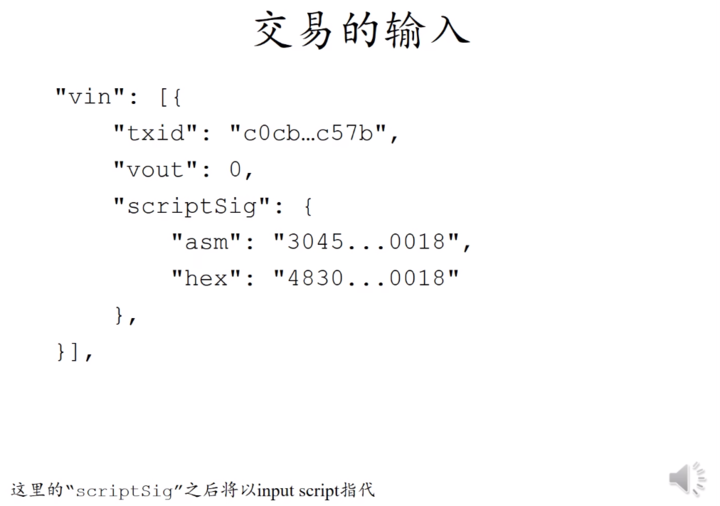 交易的输入
"vin": [{
"txid": "c0cb…c57b",
"vout": 0,
"scriptSig": {
"asm": "3045...0018",
"hex": "4830...0018"
},
}],
这里的“scriptSig”之后将以input script指代